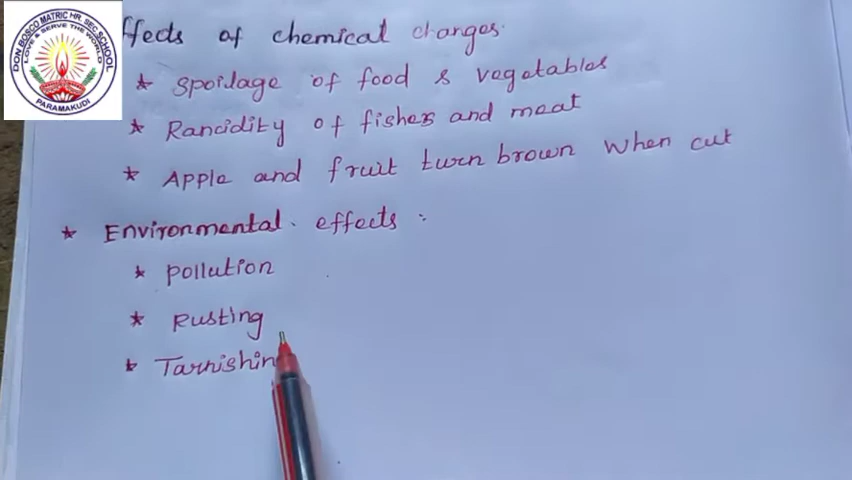 DON BOSCO MATRIC HR. SEC. SCHOOL
LOVE & SERVE THE WORLD
PARAMAKUDI
ffects of chemical changes.
* Spoilage of food & vegetables
* Rancidity of fishes and meat
* Apple and fruit turn brown when cut
* Environmental effects :
* pollution
* Rusting
* Tarnishin